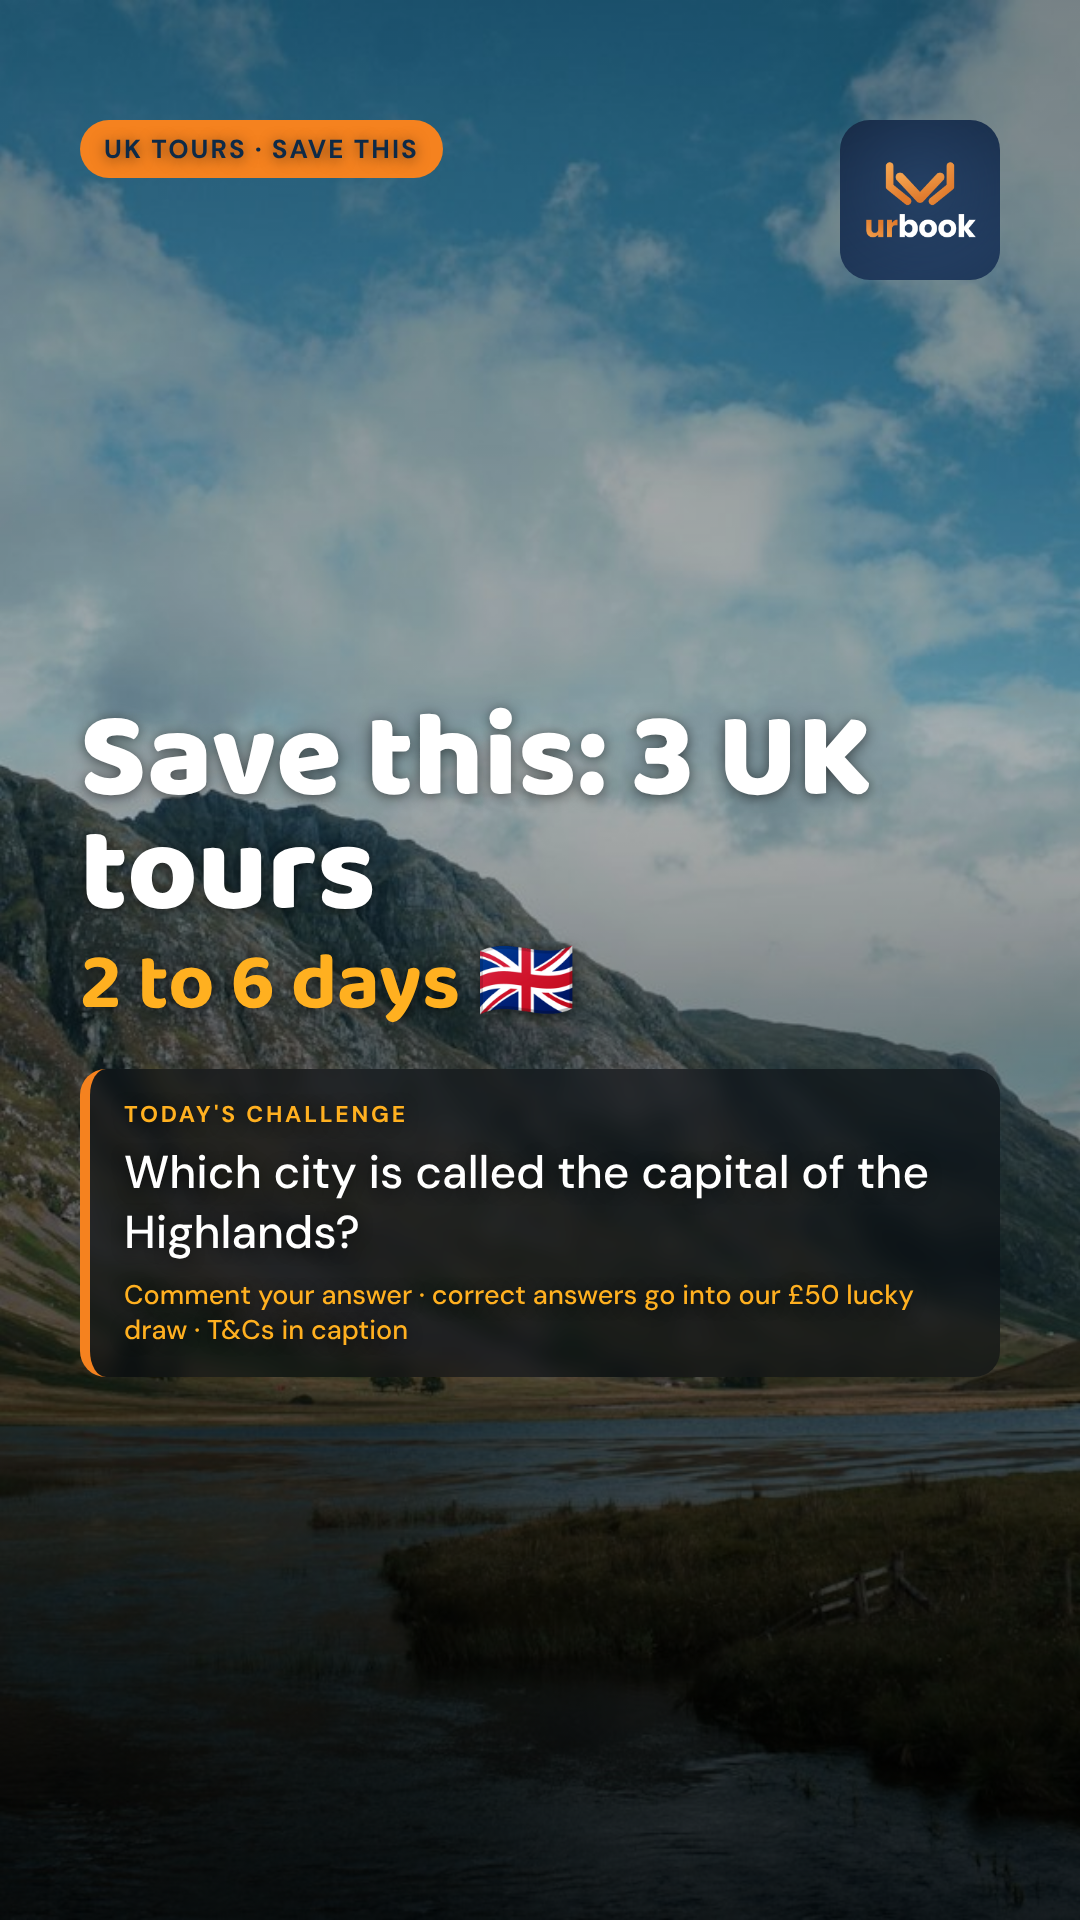 UK TOURS · SAVE THIS
urbook
Save this: 3 UK
tours
2 to 6 days 🇬🇧
TODAY'S CHALLENGE
Which city is called the capital of the
Highlands?
Comment your answer · correct answers go into our £50 lucky
draw · T&Cs in caption